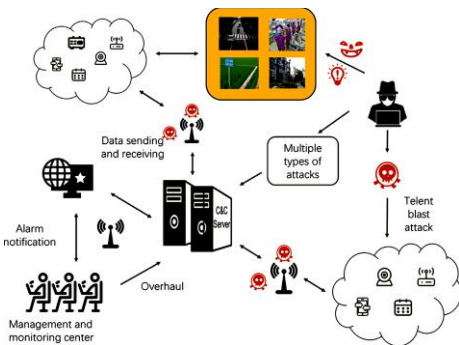 Data sending
and receiving
Multiple
types of
attacks
C&C
Server
Telent
blast
attack
Alarm
notification
Overhaul
Management and
monitoring center